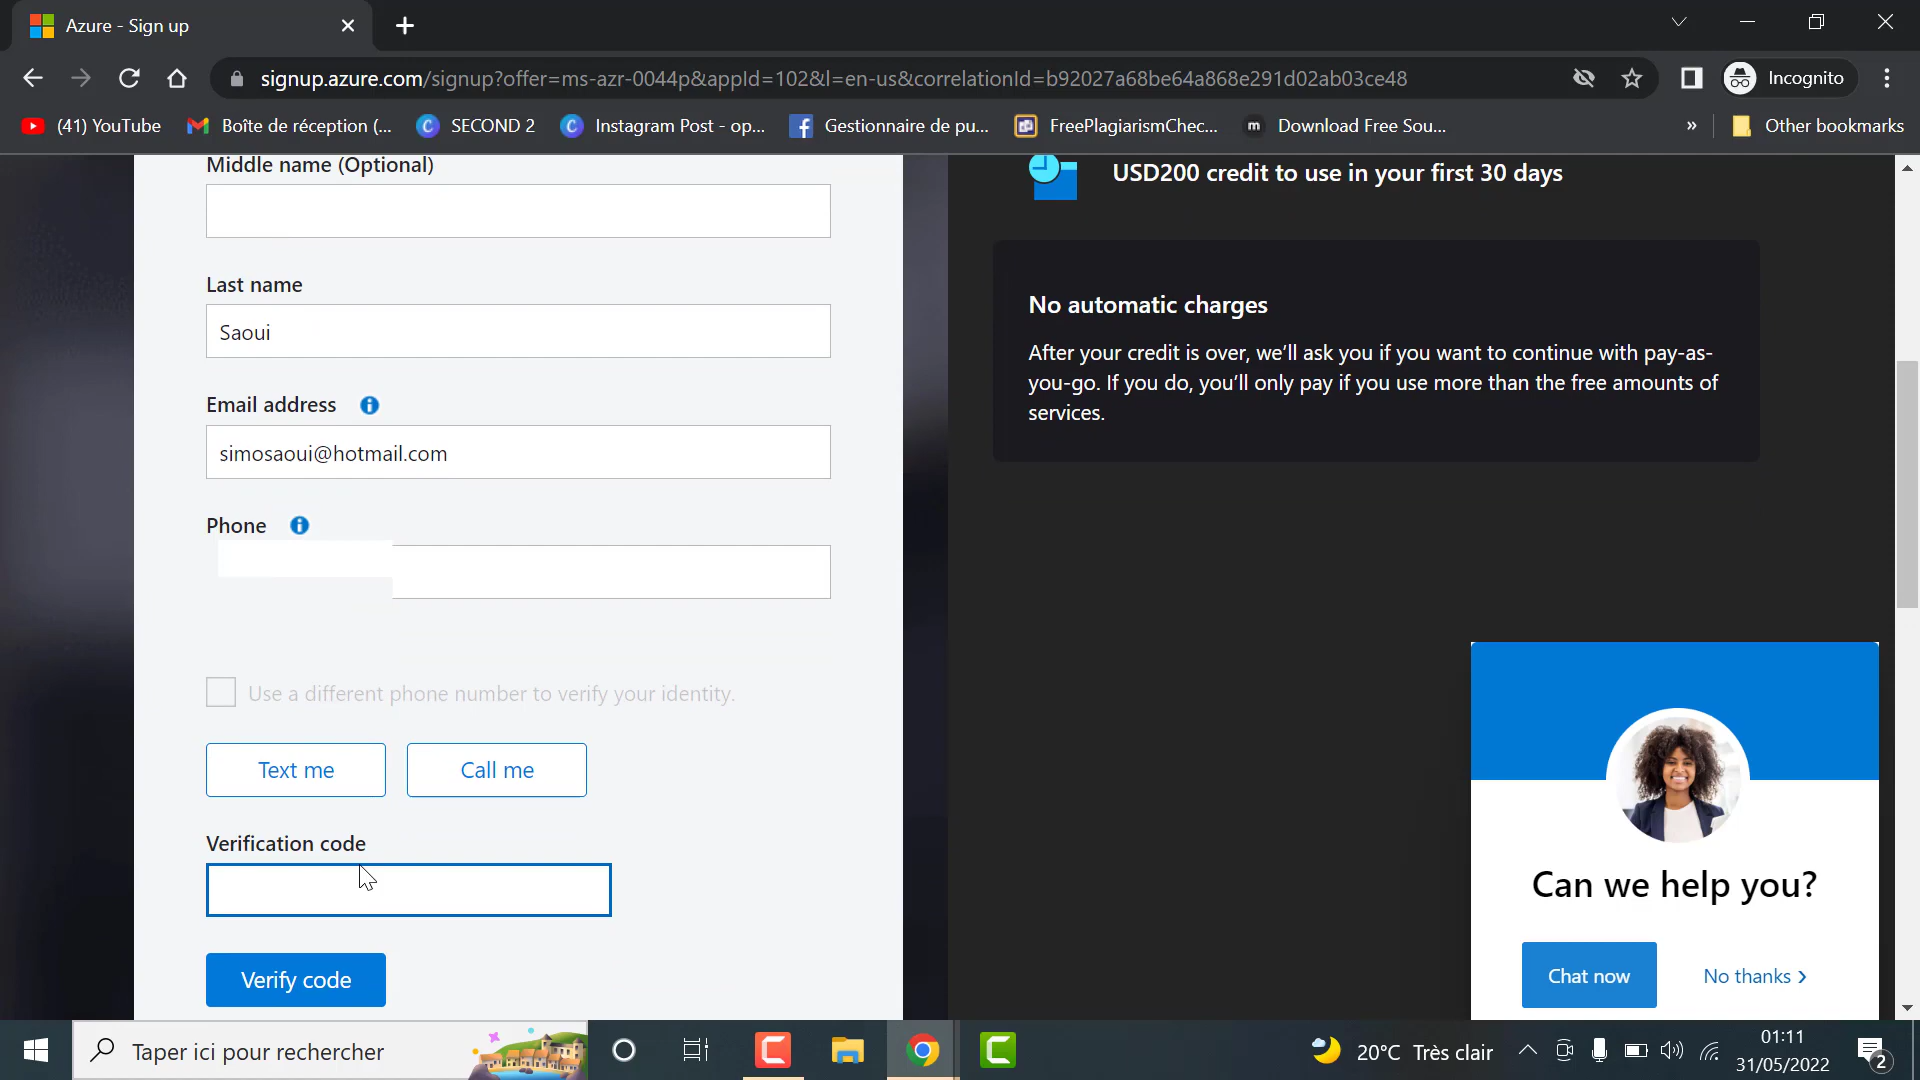 Azure - Sign up
signup.azure.com/signup?offer=ms-azr-0044p&appId=102&l=en-us&correlationId=b92027a68be64a868e291d02ab03ce48
Incognito
(41) YouTube
Boîte de réception (...
SECOND 2
Instagram Post - op...
Gestionnaire de pu...
FreePlagiarismChec...
m
Download Free Sou...
»
Other bookmarks
Middle name (Optional)
Last name
Saoui
Email address
simosaoui@hotmail.com
Phone
Use a different phone number to verify your identity.
Text me
Call me
Verification code
Verify code
USD200 credit to use in your first 30 days
No automatic charges
After your credit is over, we'll ask you if you want to continue with pay-as-
you-go. If you do, you'll only pay if you use more than the free amounts of
services.
Can we help you?
Chat now
No thanks
Taper ici pour rechercher
20°C Très clair
01:11
31/05/2022
2